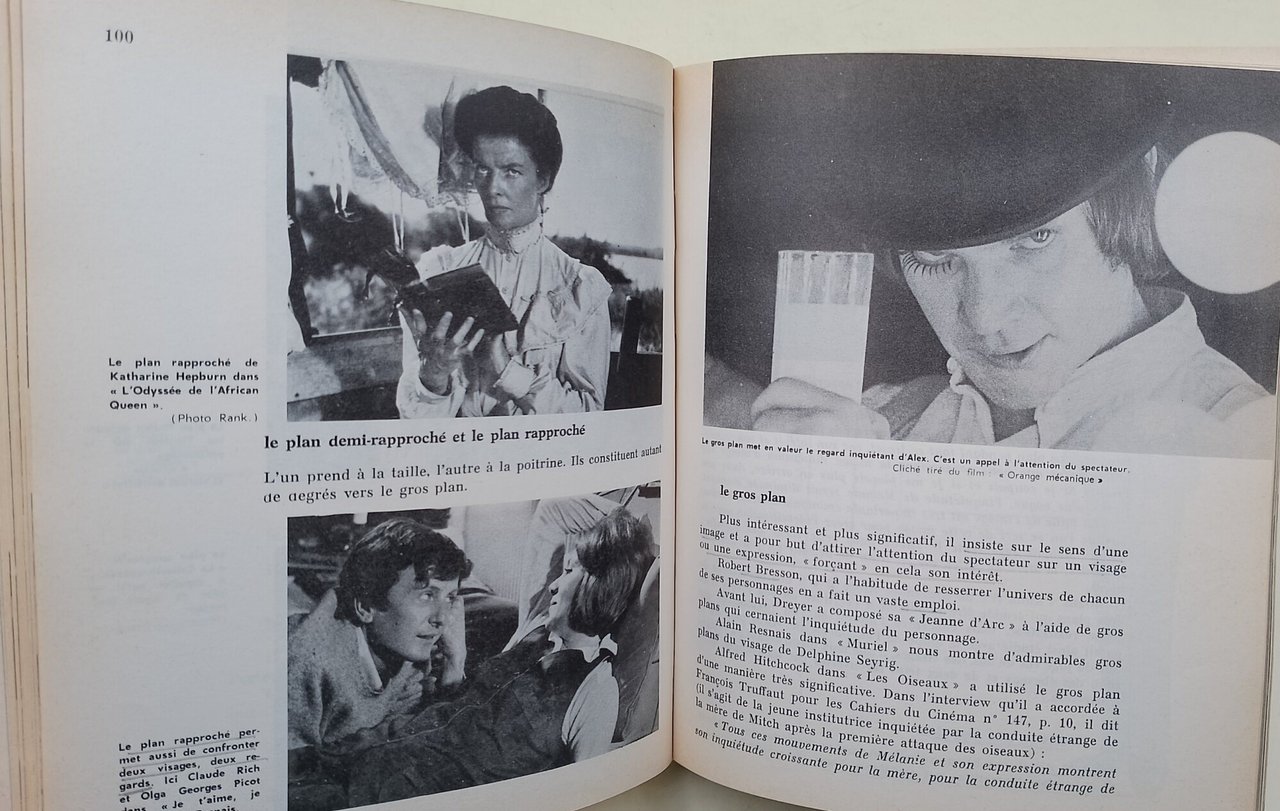 100
Le plan rapproché de
Katharine Hepburn dans
« L'Odyssée de l'African
Queen ».
(Photo Rank.)
le plan demi-rapproché et le plan rapproché
L'un prend à la taille, l'autre à la poitrine. Ils constituent autant
de degrés vers le gros plan.
Le plan rapproché per-
met aussi de confronter
deux visages, deux re-
gards. Ici Claude Rich
et Olga Georges Picot
dans « Je t'aime, je
Le gros plan met en valeur le regard inquiétant d'Alex. C'est un appel à l'attention du spectateur.
Cliché tiré du film : « Orange mécanique »
le gros plan
Plus intéressant et plus significatif, il insiste sur le sens d'une
image et a pour but d'attirer l'attention du spectateur sur un visage
ou une expression, « forçant » en cela son intérêt.
Robert Bresson, qui a l'habitude de resserrer l'univers de chacun
de ses personnages en a fait un vaste emploi.
Avant lui, Dreyer a composé sa « Jeanne d'Arc » à l'aide de gros
plans qui cernaient l'inquiétude du personnage.
Alain Resnais dans « Muriel » nous montre d'admirables gros
plans du visage de Delphine Seyrig.
Alfred Hitchcock dans « Les Oiseaux » a utilisé le gros plan
d'une manière très significative. Dans l'interview qu'il a accordée à
François Truffaut pour les Cahiers du Cinéma n° 147, p. 10, il dit
(il s'agit de la jeune institutrice inquiétée par la conduite étrange de
la mère de Mitch après la première attaque des oiseaux) :
« Tous ces mouvements de Mélanie et son expression montrent
son inquiétude croissante pour la mère, pour la conduite étrange de